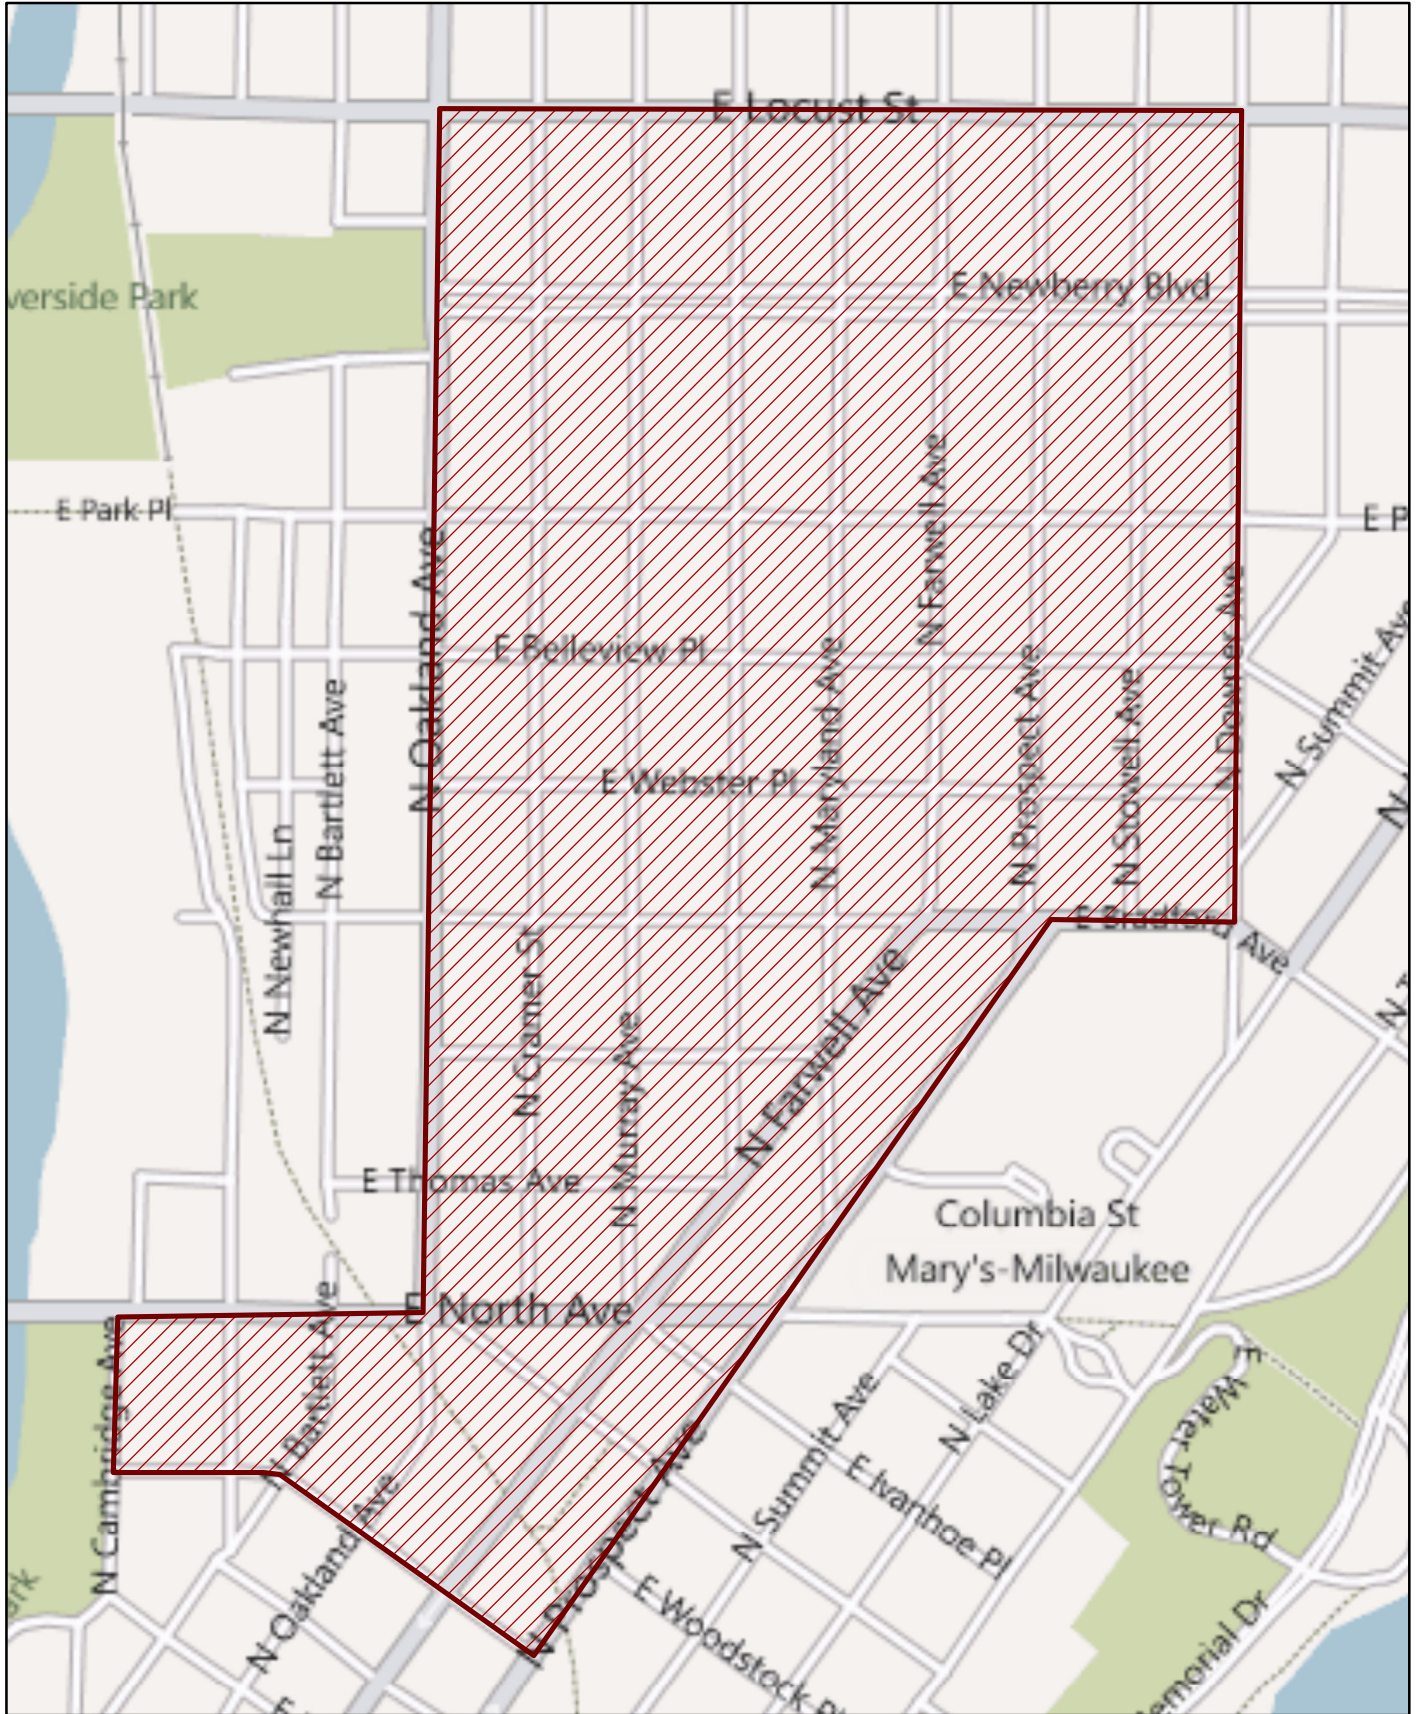 E Locust St
E Newberry Blvd
verside Park
N Farwell Ave
E Park Pl
E P
N Oakland Ave
N Downer Ave
N Summit Ave
E Belleview Pl
N Maryland Ave
N Prospect Ave
N Stowell Ave
N Bartlett Ave
E Webster Pl
N
N Newhall Ln
E Bradford Ave
N Cramer St
N Farwell Ave
N Murray Ave
E Thomas Ave
Columbia St
Mary's-Milwaukee
E North Ave
N Cambridge Ave
N Bartlett Ave
N Lake Dr
E Water Tower Rd
N Summit Ave
N Prospect Ave
E Ivanhoe Pl
N Oakland Ave
E Woodstock Pl
emorial Dr
ark
E